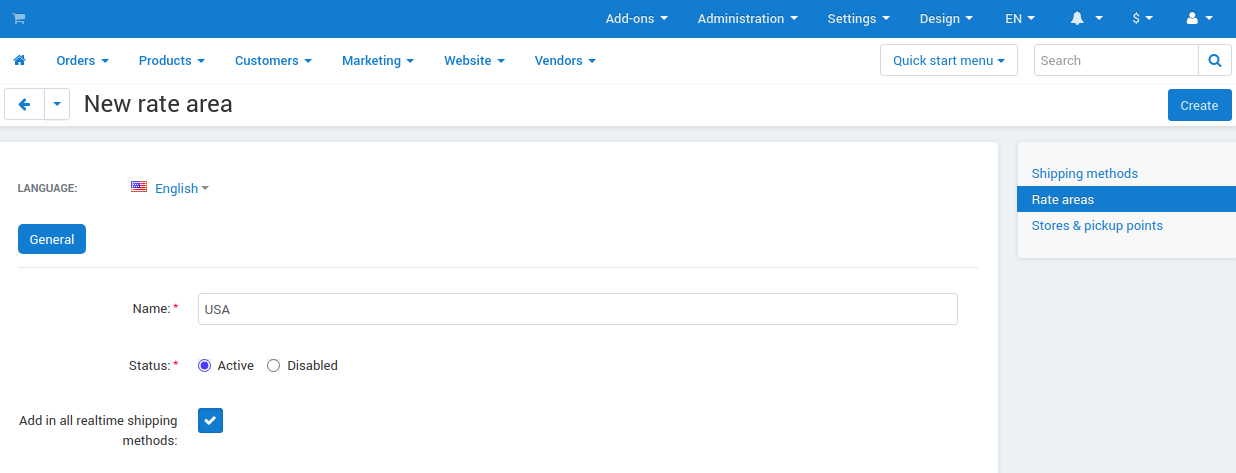 Add-ons Administration Settings Design EN $
Orders Products Customers Marketing Website Vendors Quick start menu Search
New rate area Create
LANGUAGE: English
General
Name: * USA
Status: * Active Disabled
Add in all realtime shipping
methods:
Shipping methods
Rate areas
Stores & pickup points